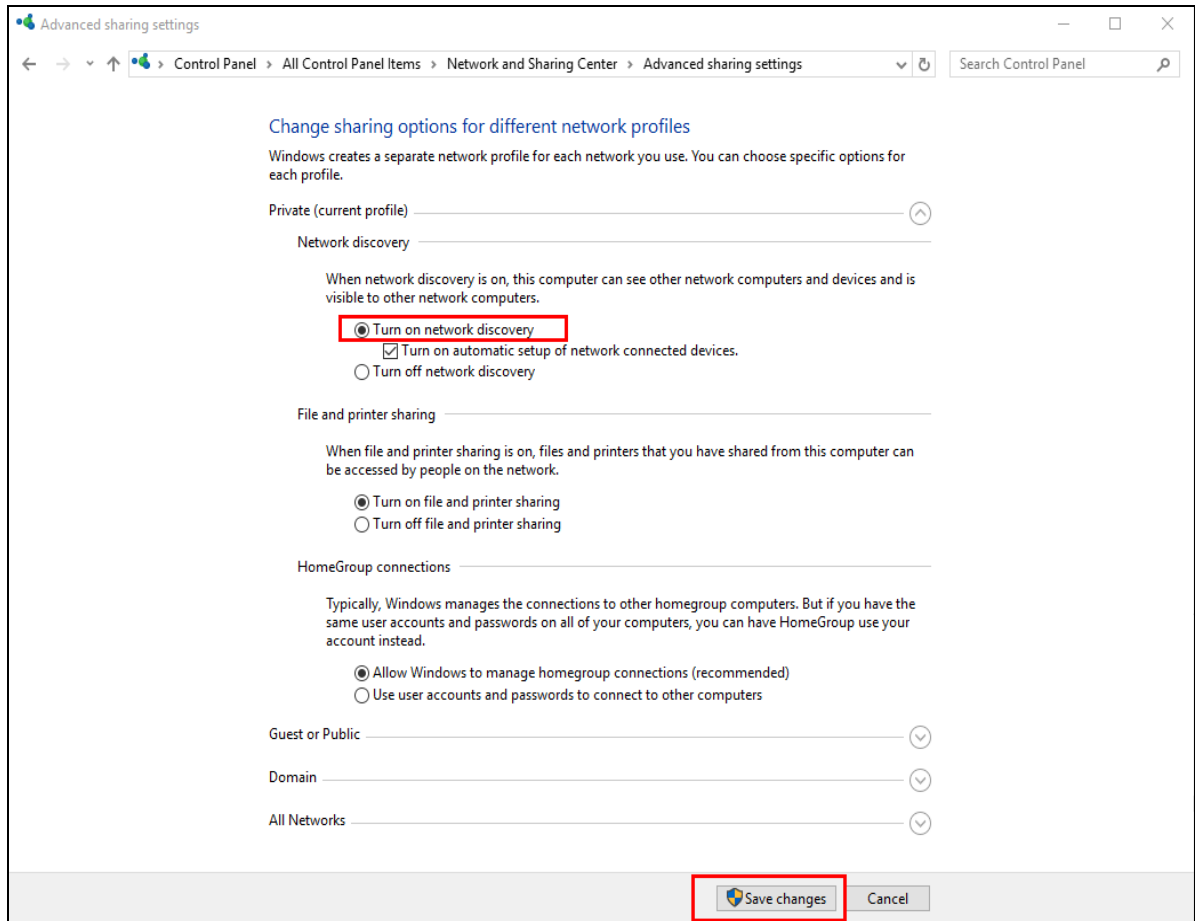 Advanced sharing settings
Control Panel > All Control Panel Items > Network and Sharing Center > Advanced sharing settings
Search Control Panel
Change sharing options for different network profiles
Windows creates a separate network profile for each network you use. You can choose specific options for
each profile.
Private (current profile)
Network discovery
When network discovery is on, this computer can see other network computers and devices and is
visible to other network computers.
Turn on network discovery
Turn on automatic setup of network connected devices.
Turn off network discovery
File and printer sharing
When file and printer sharing is on, files and printers that you have shared from this computer can
be accessed by people on the network.
Turn on file and printer sharing
Turn off file and printer sharing
HomeGroup connections
Typically, Windows manages the connections to other homegroup computers. But if you have the
same user accounts and passwords on all of your computers, you can have HomeGroup use your
account instead.
Allow Windows to manage homegroup connections (recommended)
Use user accounts and passwords to connect to other computers
Guest or Public
Domain
All Networks
Save changes
Cancel